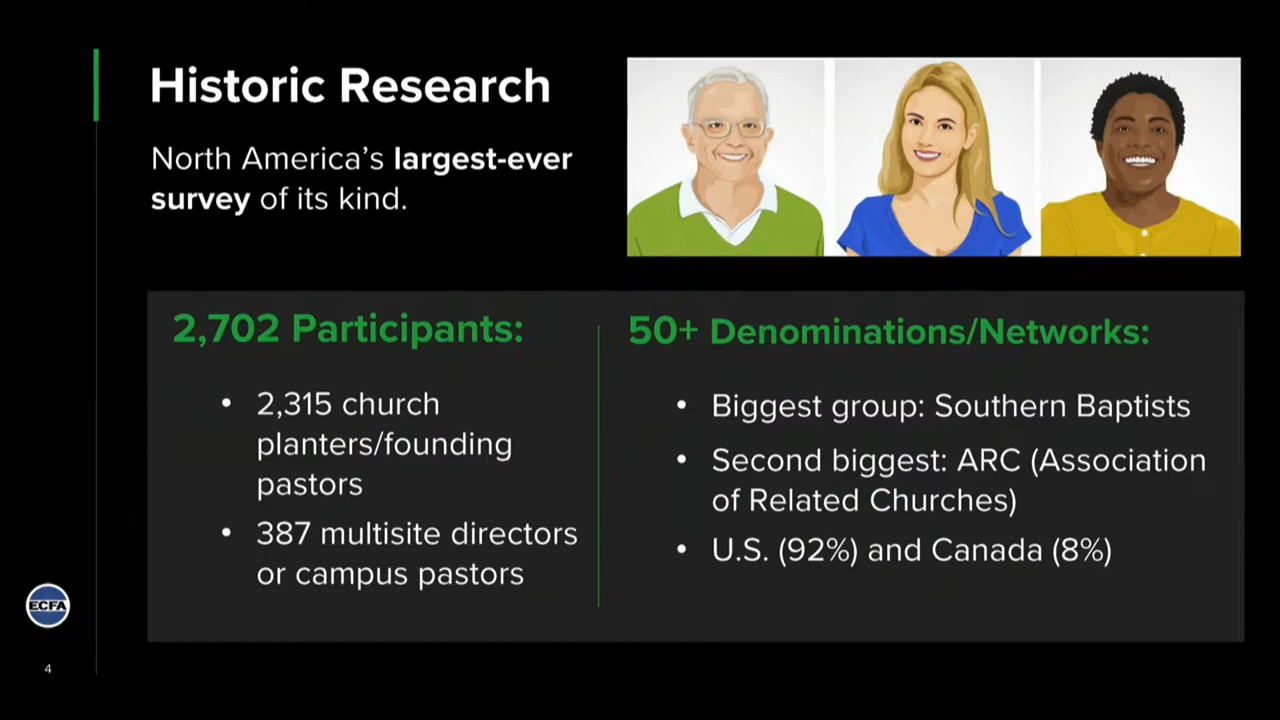 Historic Research
North America's largest-ever
survey of its kind.
2,702 Participants:
• 2,315 church
planters/founding
pastors
• 387 multisite directors
or campus pastors
50+ Denominations/Networks:
• Biggest group: Southern Baptists
• Second biggest: ARC (Association
of Related Churches)
• U.S. (92%) and Canada (8%)
ECFA
4